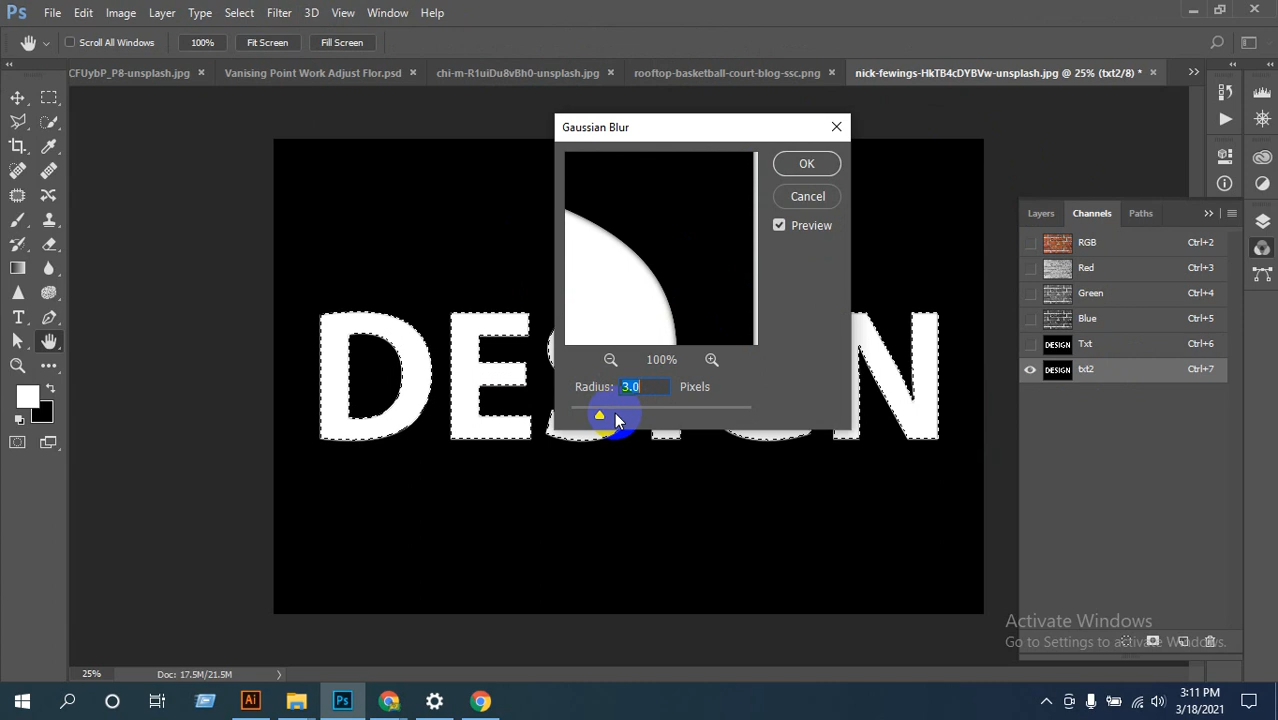 Ps File Edit Image Layer Type Select Filter 3D View Window Help
Scroll All Windows 100% Fit Screen Fill Screen
CFUybP_P8-unsplash.jpg × Vanising Point Work Adjust Flor.psd × chi-m-R1uiDu8vBh0-unsplash.jpg × rooftop-basketball-court-blog-ssc.png × nick-fewings-HkTB4cDYBVw-unsplash.jpg @ 25% (txt2/8) * ×
Gaussian Blur
OK
Cancel
Preview
100%
Radius: 3.0 Pixels
DESIGN
Layers Channels Paths
RGB Ctrl+2
Red Ctrl+3
Green Ctrl+4
Blue Ctrl+5
DESIGN Txt Ctrl+6
DESIGN txt2 Ctrl+7
Activate Windows
Go to Settings to activate Windows.
25% Doc: 17.5M/21.5M
Ai Ps
3:11 PM
3/18/2021